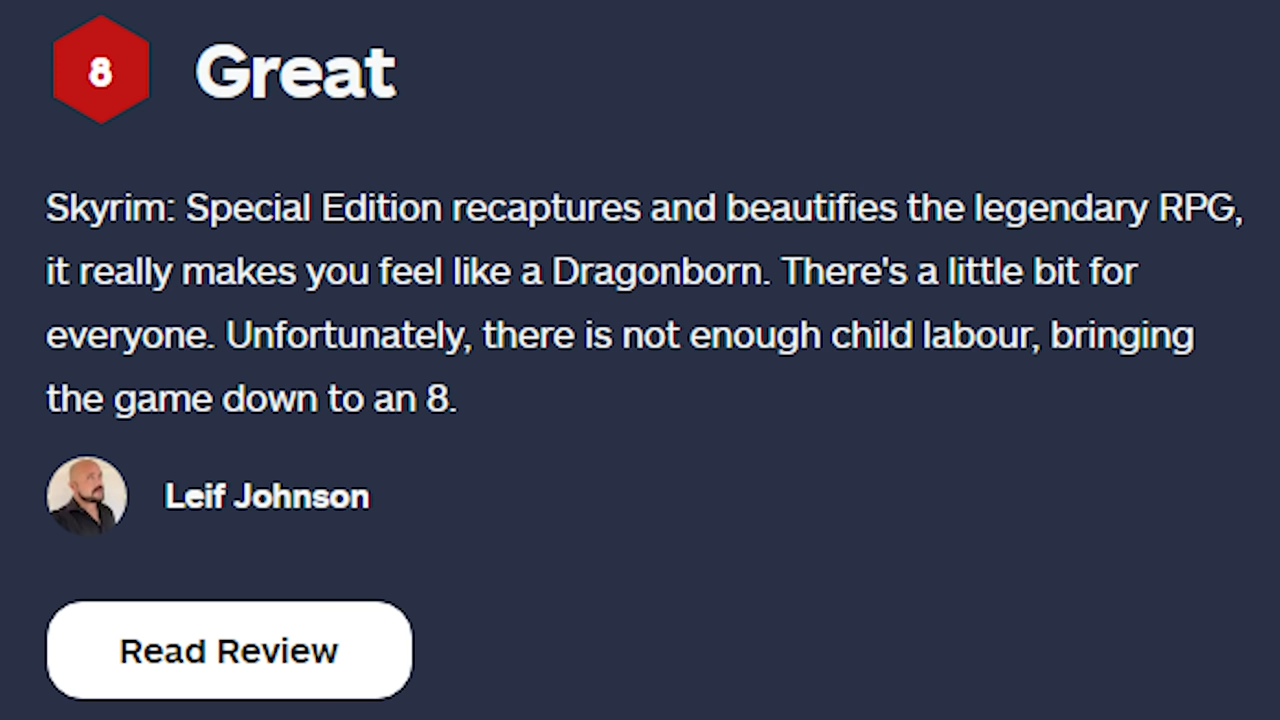 8 Great
Skyrim: Special Edition recaptures and beautifies the legendary RPG,
it really makes you feel like a Dragonborn. There's a little bit for
everyone. Unfortunately, there is not enough child labour, bringing
the game down to an 8.
Leif Johnson
Read Review